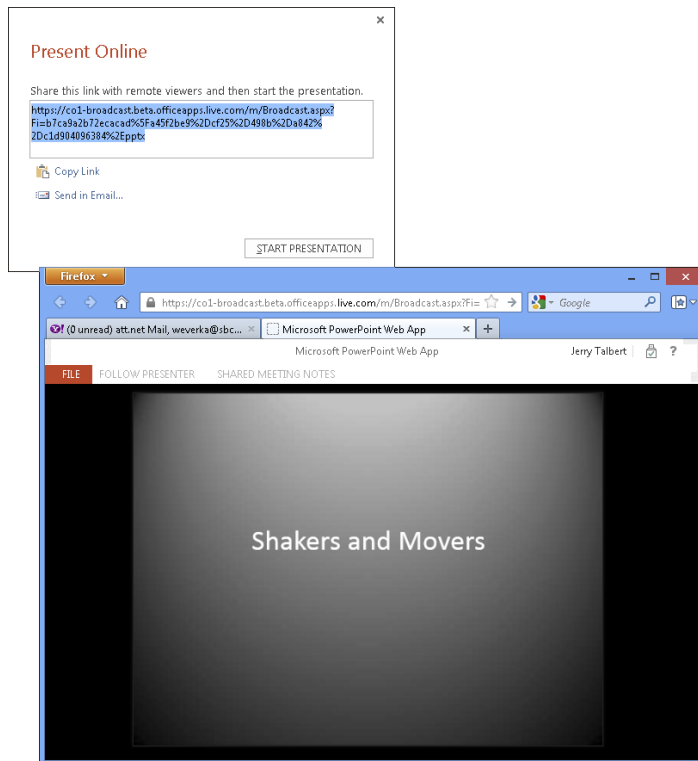 Present Online
Share this link with remote viewers and then start the presentation.
https://co1-broadcast.beta.officeapps.live.com/m/Broadcast.aspx?
Fi=b7ca9a2b72ecacad%5Fa45f2be9%2Dcf25%2D498b%2Da842%
2Dc1d904096384%2Epptx
Copy Link
Send in Email...
START PRESENTATION
Firefox
https://co1-broadcast.beta.officeapps.live.com/m/Broadcast.aspx?Fi= Google
(0 unread) att.net Mail, weverka@sbc... Microsoft PowerPoint Web App
Microsoft PowerPoint Web App Jerry Talbert ?
FILE FOLLOW PRESENTER SHARED MEETING NOTES
Shakers and Movers